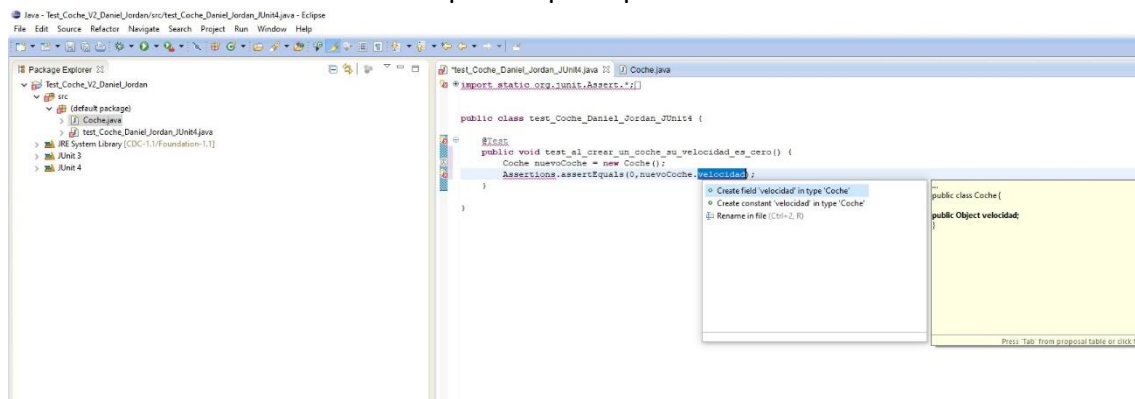 Java - Test_Coche_V2_Daniel_Jordan/src/test_Coche_Daniel_Jordan_JUnit4.java - Eclipse
File Edit Source Refactor Navigate Search Project Run Window Help
Package Explorer
Test_Coche_V2_Daniel_Jordan
src
(default package)
Coche.java
test_Coche_Daniel_Jordan_JUnit4.java
JRE System Library [CDC-1.1/Foundation-1.1]
JUnit 3
JUnit 4
*test_Coche_Daniel_Jordan_JUnit4.java Coche.java
import static org.junit.Assert.*;
public class test_Coche_Daniel_Jordan_JUnit4 {
@Test
public void test_al_crear_un_coche_su_velocidad_es_cero() {
Coche nuevoCoche = new Coche();
Assertions.assertEquals(0,nuevoCoche.velocidad);
}
}
Create field 'velocidad' in type 'Coche'
Create constant 'velocidad' in type 'Coche'
Rename in file (Ctrl+2, R)
...
public class Coche {
public Object velocidad;
}
Press 'Tab' from proposal table or click